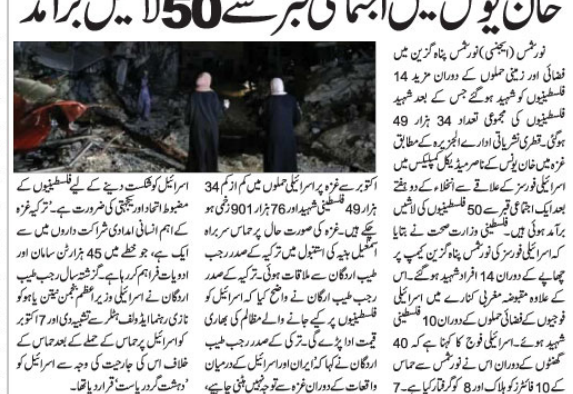 خان یونس میں اجتماعی قبر سے 50 لاشیں برآمد
نورشمس (ایجنسی) نورشمس پناہ گزین میں
فضائی اور زمینی حملوں کے دوران مزید 14
فلسطینیوں کو شہید ہوگئے جس کے بعد شہید
فلسطینیوں کی مجموعی تعداد 34 ہزار 49
ہوگئی۔ قطری نشریاتی ادارے الجزیرہ کے مطابق
غزہ میں خان یونس کے ناصر میڈیکل کمپلیکس میں
اسرائیلی فورسز کے علاقے سے انخلاء کے دو ہفتے
بعد ایک اجتماعی قبر سے 50 فلسطینیوں کی لاشیں
برآمد ہوئی ہیں۔ فلسطینی وزارت صحت نے بتایا
کہ اسرائیلی فورسز کی نورشمس پناہ گزین کیمپ پر
چھاپے کے دوران 14 افراد شہید ہوگئے۔ اس
کے علاوہ مقبوضہ مغربی کنارے میں اسرائیلی
فوجیوں کے فضائی حملوں کے دوران 10 فلسطینی
شہید ہوئے۔ اسرائیلی فوج کا کہنا ہے کہ 40
گھنٹوں کے دوران اس نے نورشمس سے حماس
کے 10 فائٹرز کو ہلاک اور 8 کو گرفتار کیا ہے۔ 7
اکتوبر سے غزہ پر اسرائیلی حملوں میں کم از کم 34
ہزار 49 فلسطینی شہید اور 76 ہزار 901 زخمی ہو
چکے ہیں۔ غزہ کی صورت حال پر حماس سربراہ
اسمٰعیل ہنیہ کی استنبول میں ترکیہ کے صدر رجب
طیب اردگان سے ملاقات ہوئی۔ ترکیہ کے صدر
رجب طیب ارگان نے واضح کیا کہ اسرائیل کو
فلسطینیوں پر کیے جانے والے مظالم کی بھاری
قیمت ادا پڑے گی۔ ترکی کے صدر رجب طیب
اردگان نے کہا کہ ایران اور اسرائیل کے درمیان
واقعات کے دوران غزہ سے توجہ نہیں ہٹنی چاہیے،
اسرائیل کو شکست دینے کے لیے فلسطینیوں کے
مضبوط اتحاد اور یکجہتی کی ضرورت ہے۔ ترکیہ غزہ
کے اہم انسانی امدادی شراکت داروں میں سے
ایک ہے، جو خطے میں 45 ہزار ٹن سامان اور
ادویات فراہم کر رہا ہے۔ گزشتہ سال رجب طیب
اردگان نے اسرائیلی وزیر اعظم بنجمن نیتن یاہو کو
نازی رہنما ایڈولف ہٹلر سے تشبیہ دی اور 7 اکتوبر
کو اسرائیل پر حماس کے حملے کے بعد حماس کے
خلاف اس کی جارحیت کی وجہ سے اسرائیل کو
'دہشت گرد ریاست' قرار دیا تھا۔